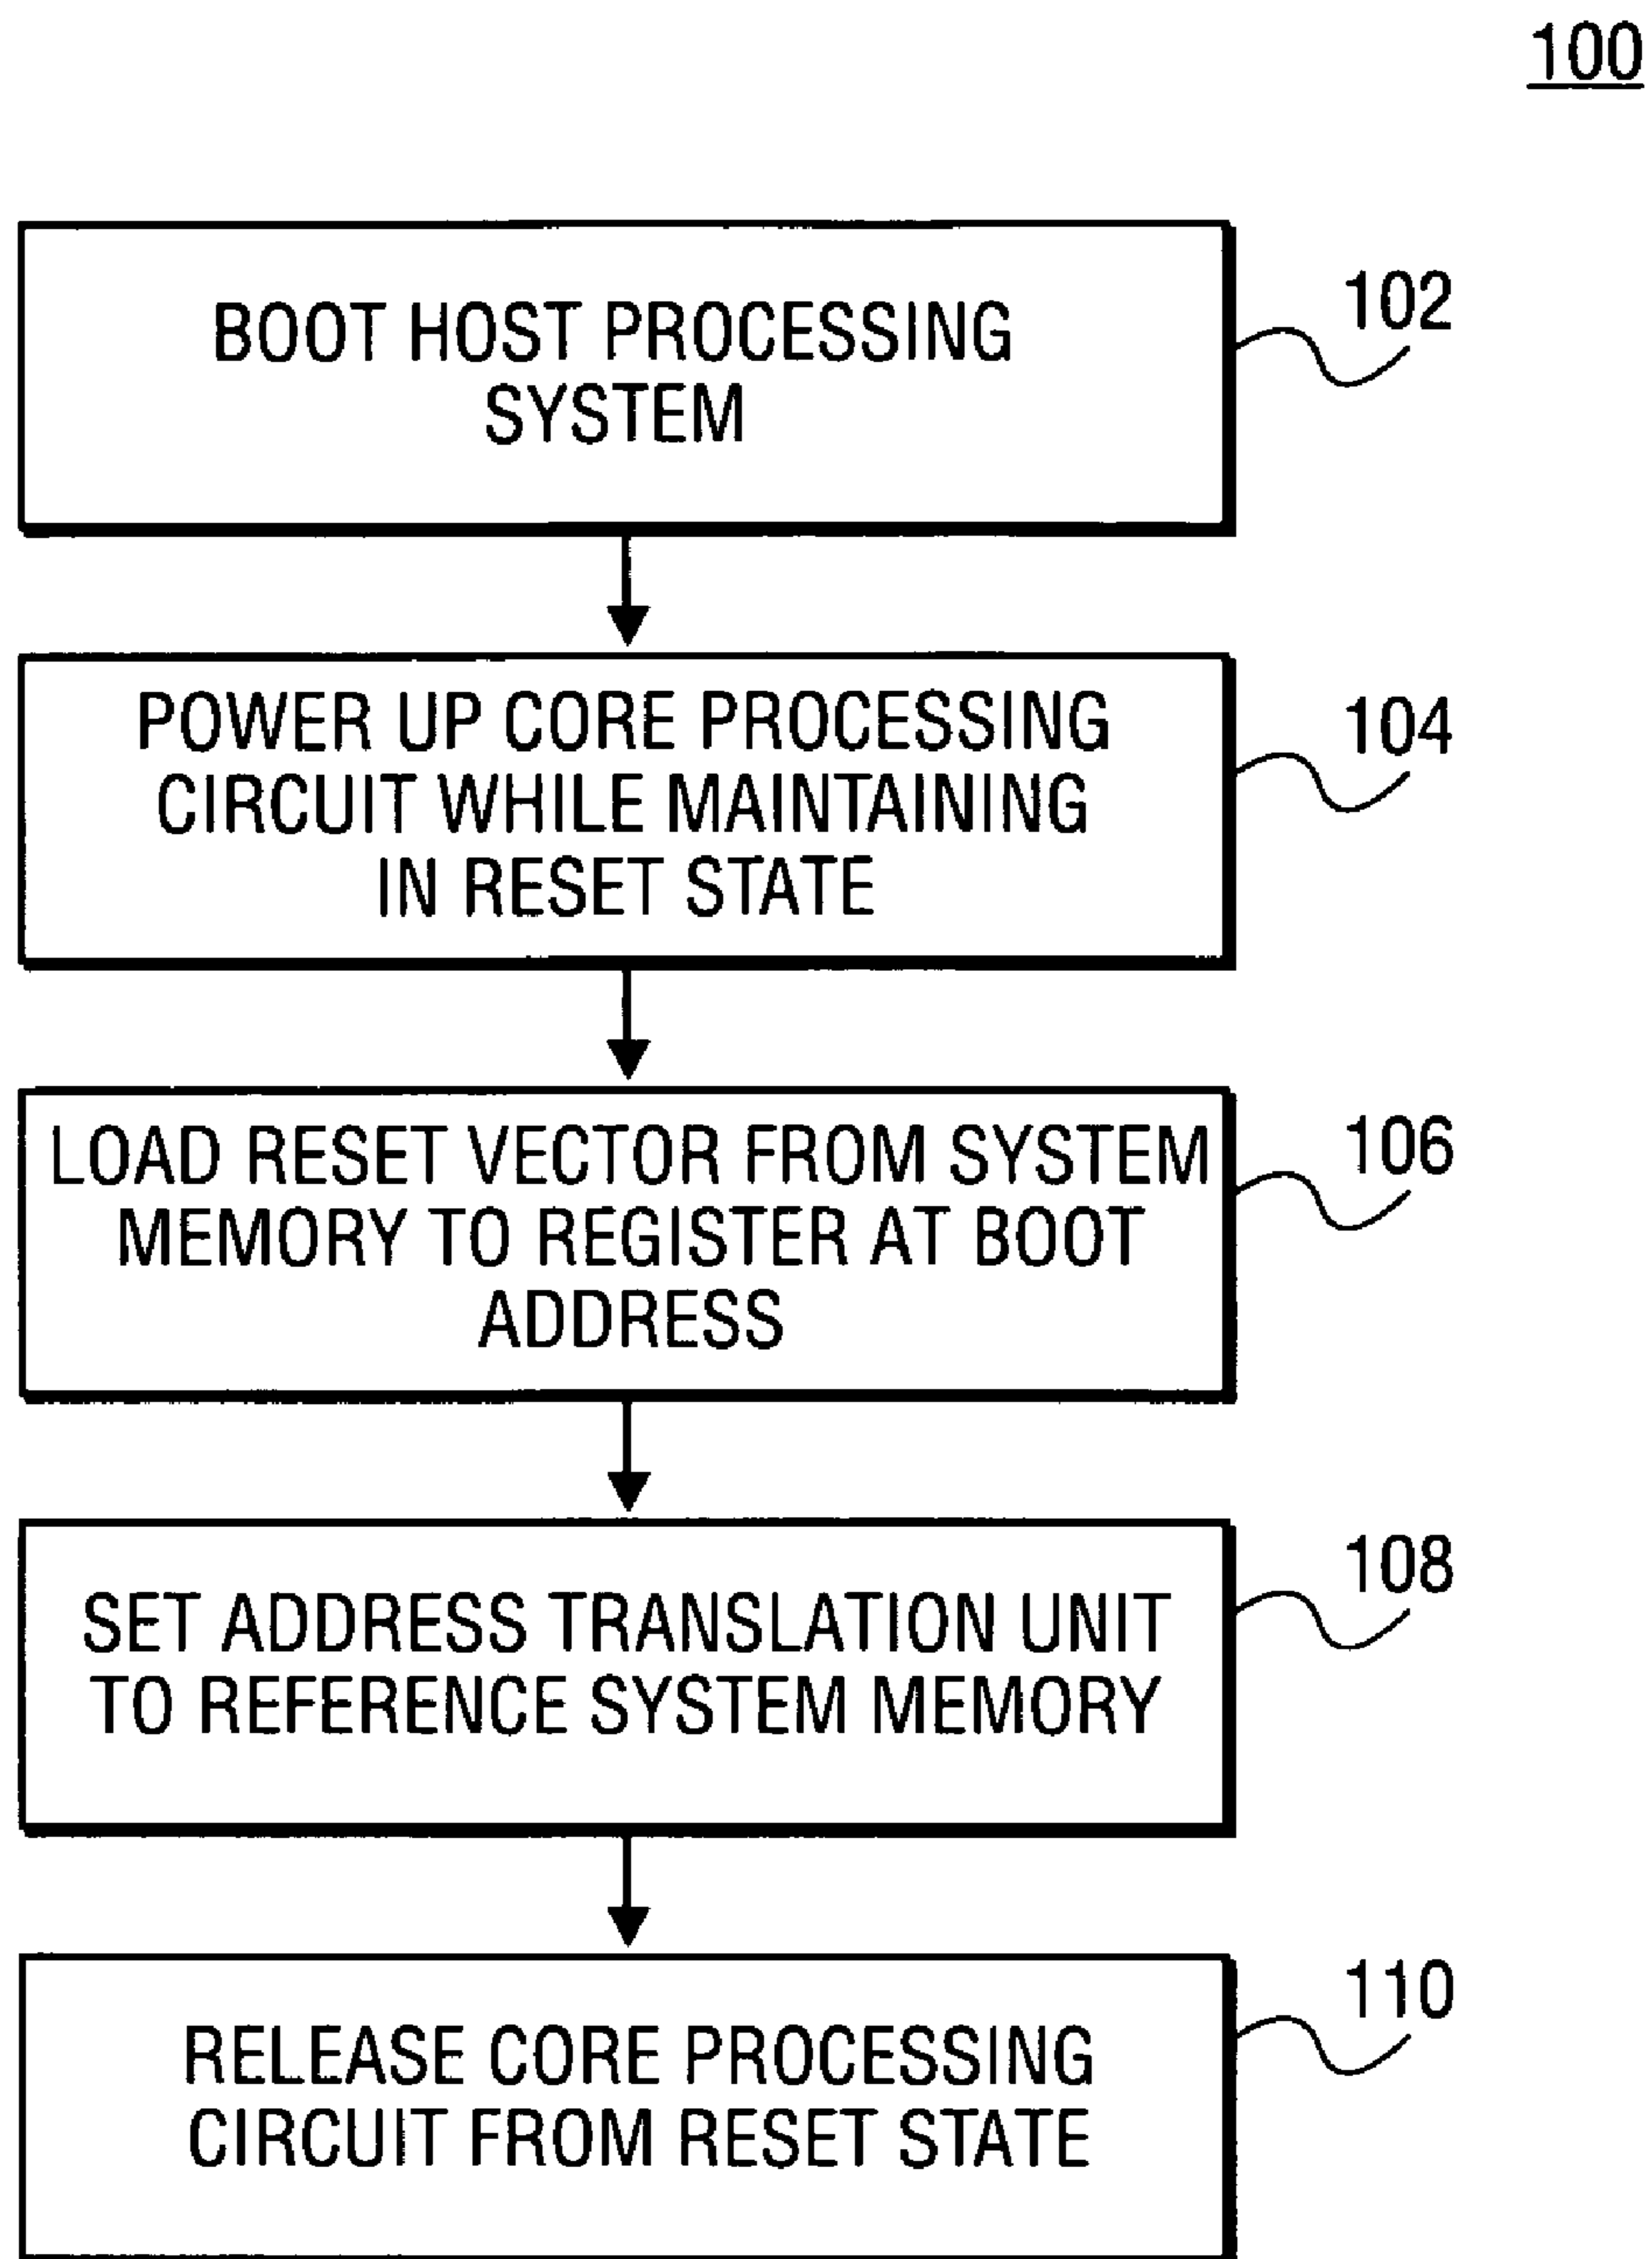 100
BOOT HOST PROCESSING
SYSTEM
102
POWER UP CORE PROCESSING
CIRCUIT WHILE MAINTAINING
IN RESET STATE
104
LOAD RESET VECTOR FROM SYSTEM
MEMORY TO REGISTER AT BOOT
ADDRESS
106
SET ADDRESS TRANSLATION UNIT
TO REFERENCE SYSTEM MEMORY
108
RELEASE CORE PROCESSING
CIRCUIT FROM RESET STATE
110